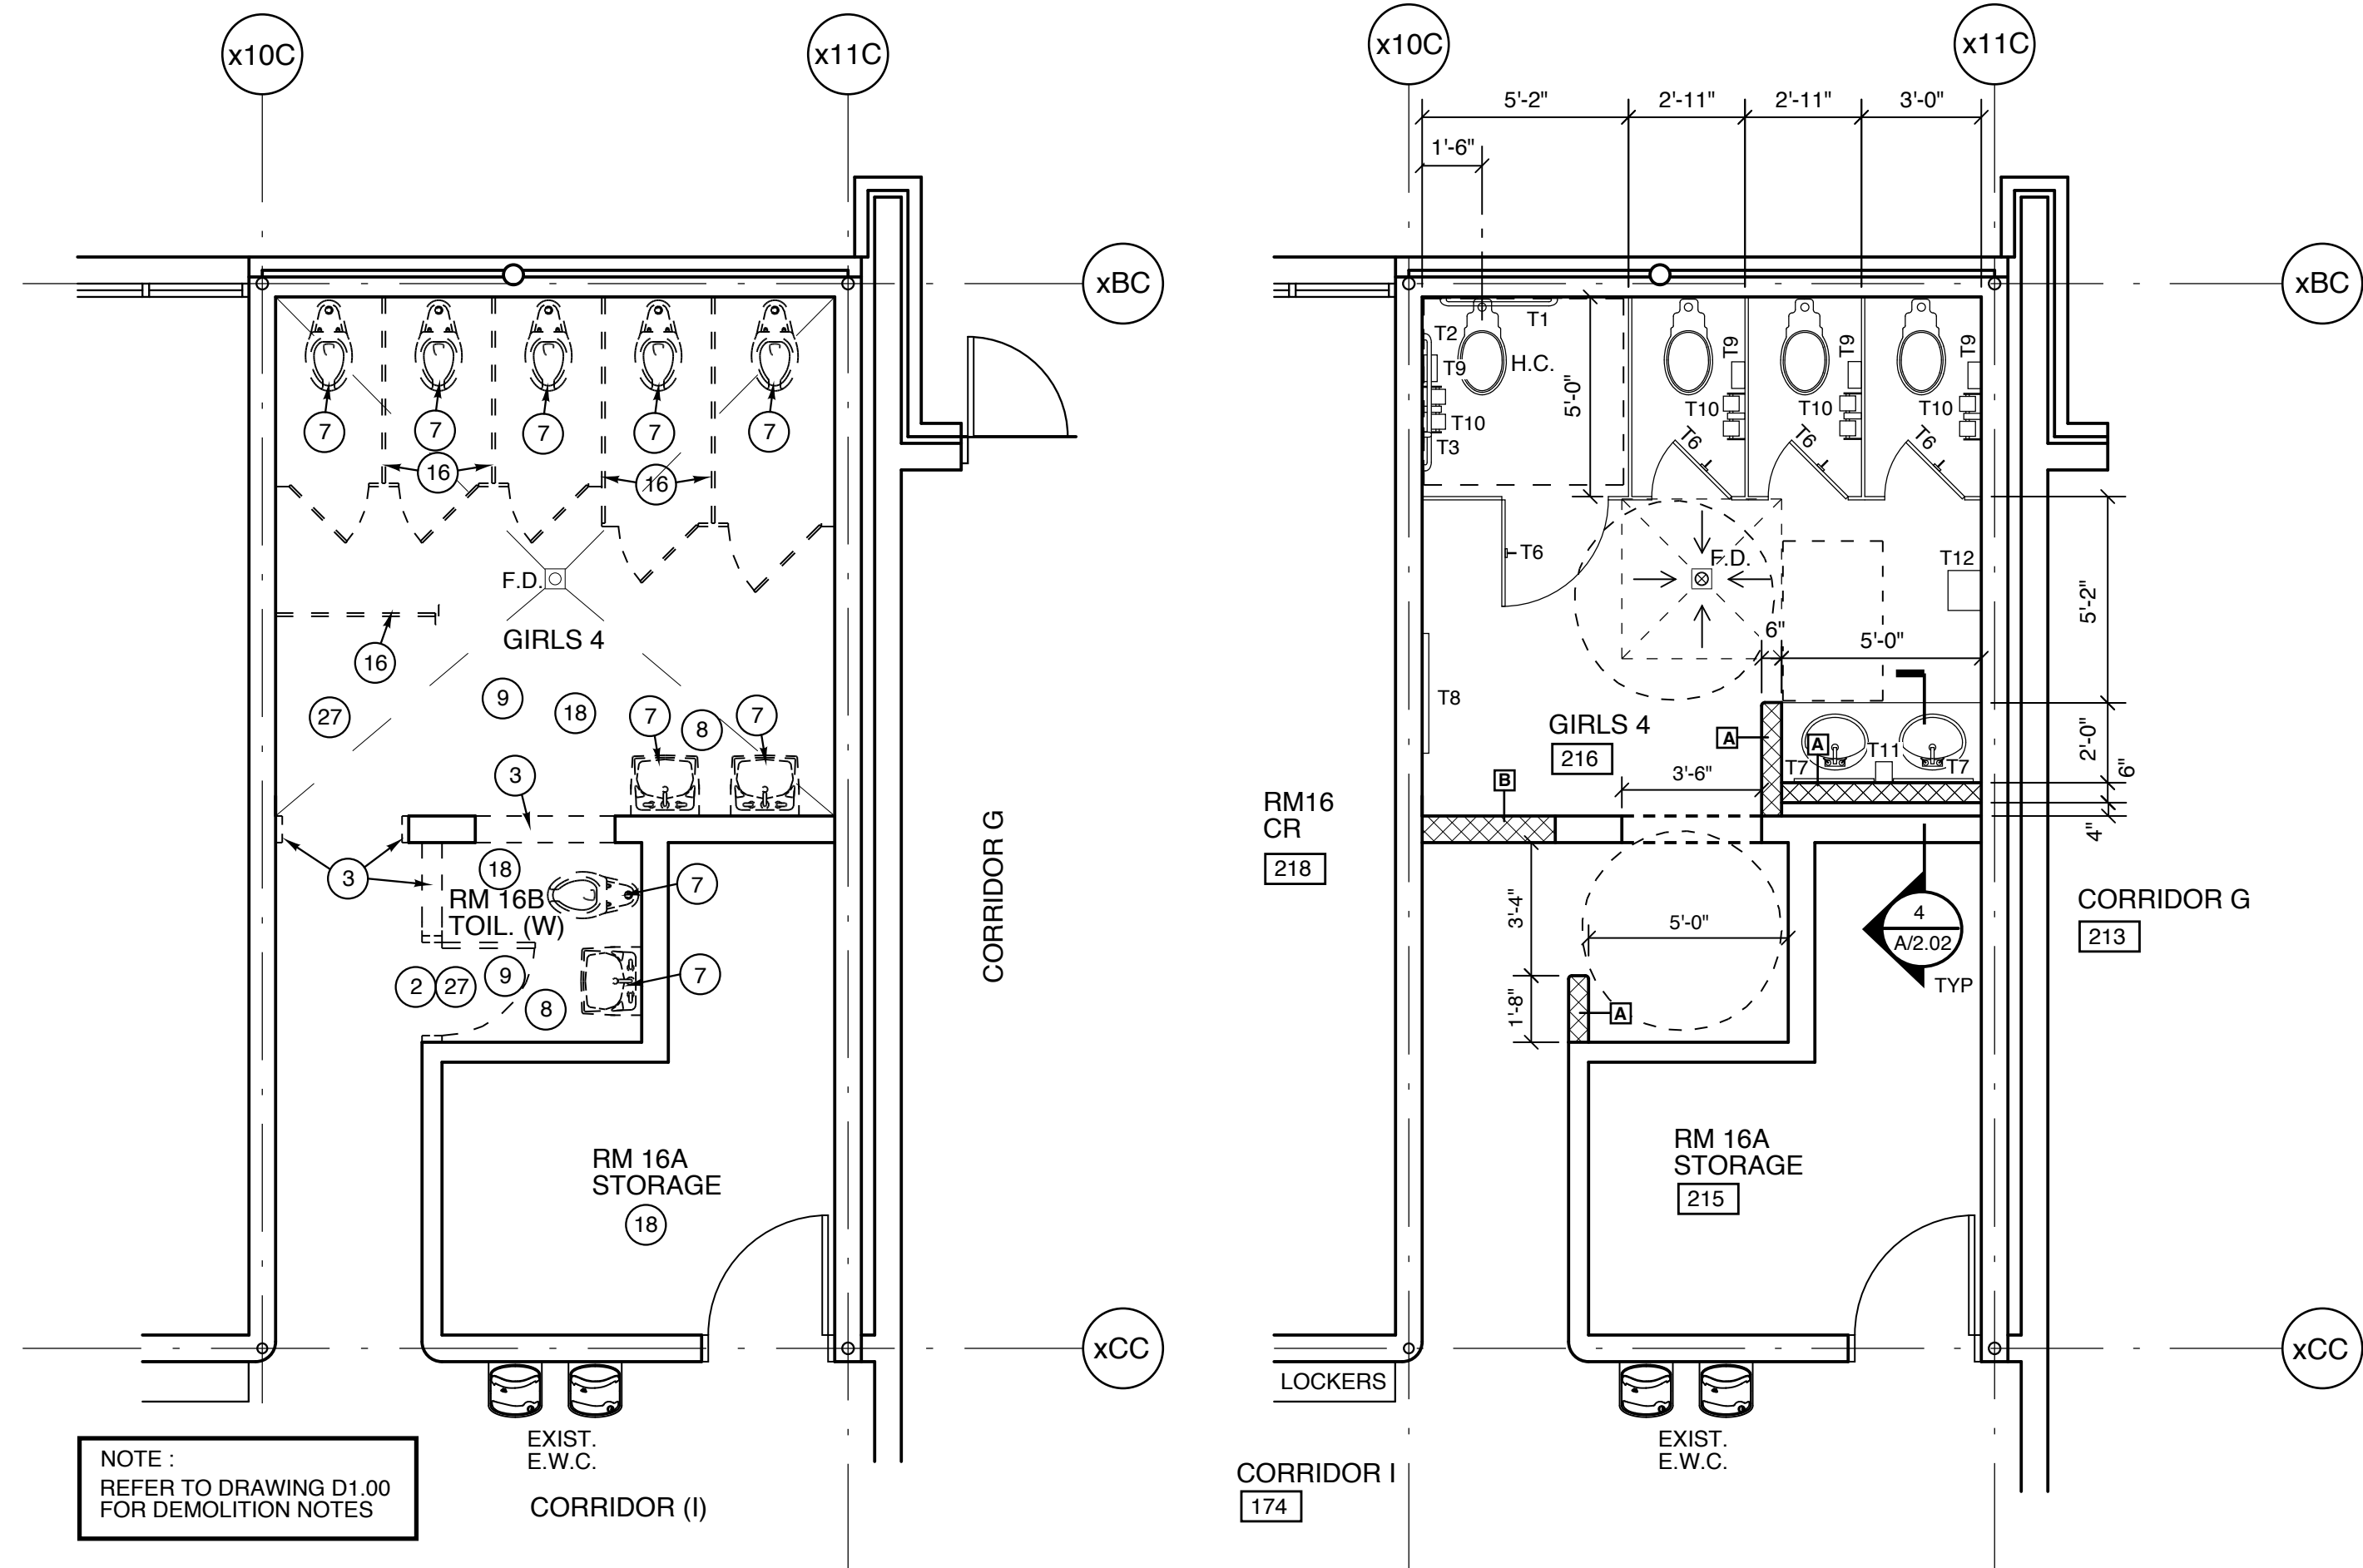 x10C
x11C
xBC
7
7
7
7
7
16
16
F.D.
GIRLS 4
16
27
9
18
7
8
7
3
3
18
RM 16B
TOIL. (W)
7
2
27
9
8
7
CORRIDOR G
RM 16A
STORAGE
18
xCC
EXIST.
E.W.C.
CORRIDOR (I)
NOTE :
REFER TO DRAWING D1.00
FOR DEMOLITION NOTES
x10C
x11C
5'-2"
2'-11"
2'-11"
3'-0"
1'-6"
xBC
T1
T2
T9
H.C.
T9
T9
T9
5'-0"
T10
T10
T10
T10
T3
T6
T6
T6
T6
F.D.
T12
5'-2"
6"
5'-0"
T8
GIRLS 4
216
A
A
T11
T7
T7
2'-0"
6"
3'-6"
B
4"
RM16
CR
218
3'-4"
5'-0"
4
A/2.02
TYP
CORRIDOR G
213
1'-8"
A
RM 16A
STORAGE
215
xCC
LOCKERS
EXIST.
E.W.C.
CORRIDOR I
174